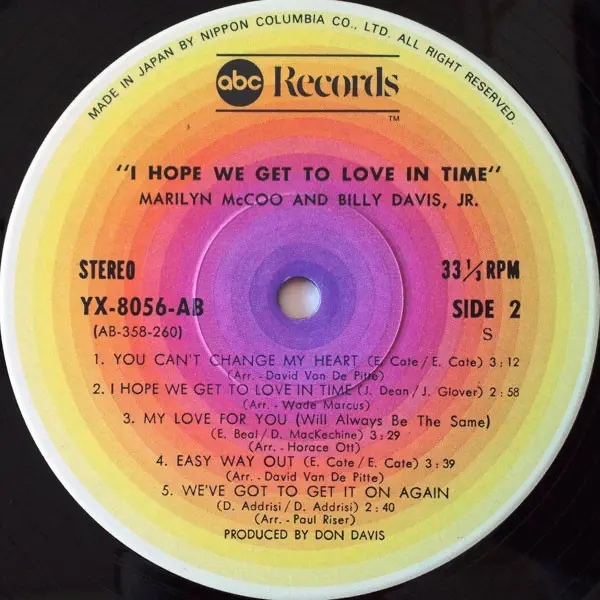 MADE IN JAPAN BY NIPPON COLUMBIA CO., LTD. ALL RIGHT RESERVED.
abc Records
TM
"I HOPE WE GET TO LOVE IN TIME"
MARILYN McCOO AND BILLY DAVIS, JR.
STEREO 33 1/3 RPM
YX-8056-AB SIDE 2
(AB-358-260) S
1. YOU CAN'T CHANGE MY HEART (E. Cate/E. Cate) 3:12
(Arr. - David Van De Pitte)
2. I HOPE WE GET TO LOVE IN TIME (J. Dean/J. Glover) 2:58
(Arr. - Wade Marcus)
3. MY LOVE FOR YOU (Will Always Be The Same)
(E. Beal/D. MacKechine) 3:29
(Arr. - Horace Ott)
4. EASY WAY OUT (E. Cate/E. Cate) 3:39
(Arr. - David Van De Pitte)
5. WE'VE GOT TO GET IT ON AGAIN
(D. Addrisi/D. Addrisi) 2:40
(Arr. - Paul Riser)
PRODUCED BY DON DAVIS